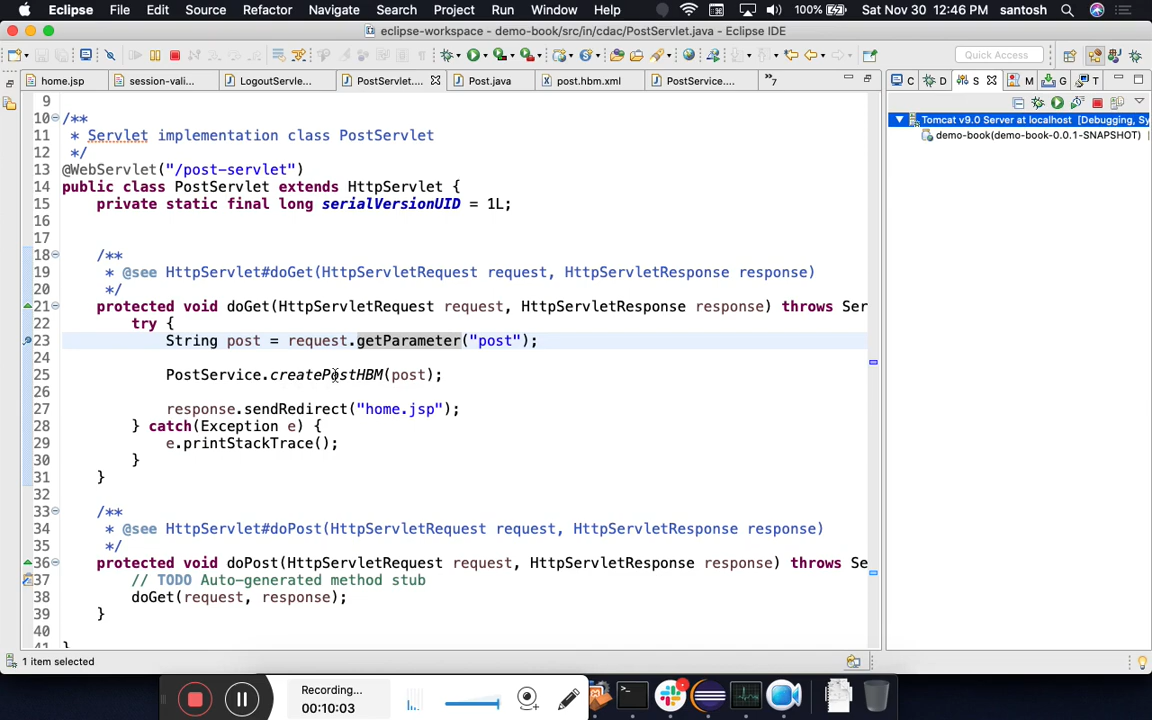 Eclipse File Edit Source Refactor Navigate Search Project Run Window Help 100% Sat Nov 30 12:46 PM santosh
eclipse-workspace - demo-book/src/in/cdac/PostServlet.java - Eclipse IDE
Quick Access
home.jsp session-vali... LogoutServle... PostServlet.... Post.java post.hbm.xml PostService.... »7 C D S M G T
9
10 /**
11 * Servlet implementation class PostServlet
12 */
13 @WebServlet("/post-servlet")
14 public class PostServlet extends HttpServlet {
15 private static final long serialVersionUID = 1L;
16
17
18 /**
19 * @see HttpServlet#doGet(HttpServletRequest request, HttpServletResponse response)
20 */
21 protected void doGet(HttpServletRequest request, HttpServletResponse response) throws Ser
22 try {
23 String post = request.getParameter("post");
24
25 PostService.createPostHBM(post);
26
27 response.sendRedirect("home.jsp");
28 } catch(Exception e) {
29 e.printStackTrace();
30 }
31 }
32
33 /**
34 * @see HttpServlet#doPost(HttpServletRequest request, HttpServletResponse response)
35 */
36 protected void doPost(HttpServletRequest request, HttpServletResponse response) throws Se
37 // TODO Auto-generated method stub
38 doGet(request, response);
39 }
40
41 }
Tomcat v9.0 Server at localhost [Debugging, Sy
demo-book(demo-book-0.0.1-SNAPSHOT)
1 item selected
Recording...
00:10:03